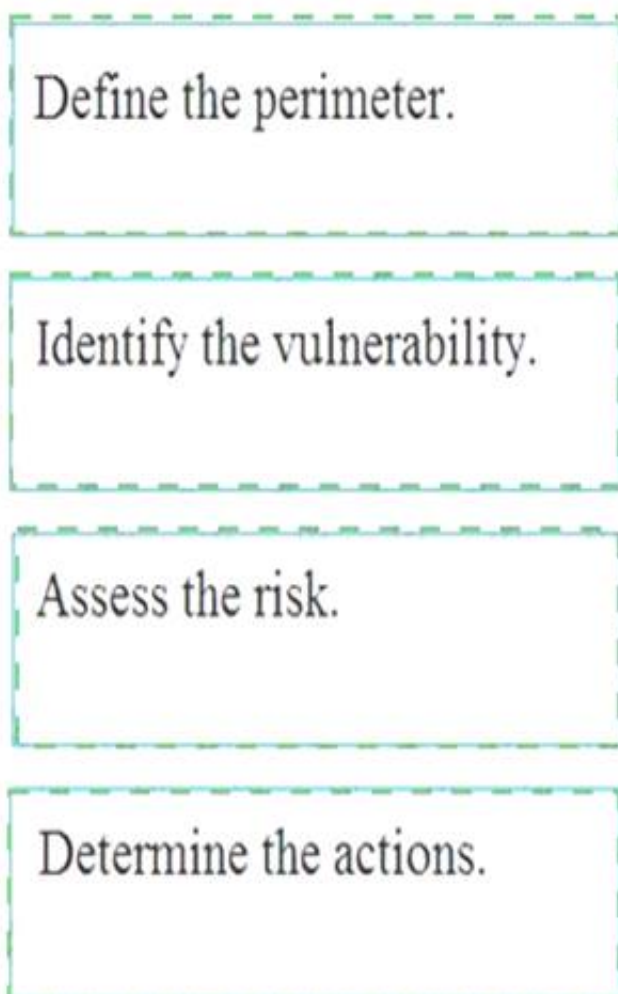 Define the perimeter.
Identify the vulnerability.
Assess the risk.
Determine the actions.